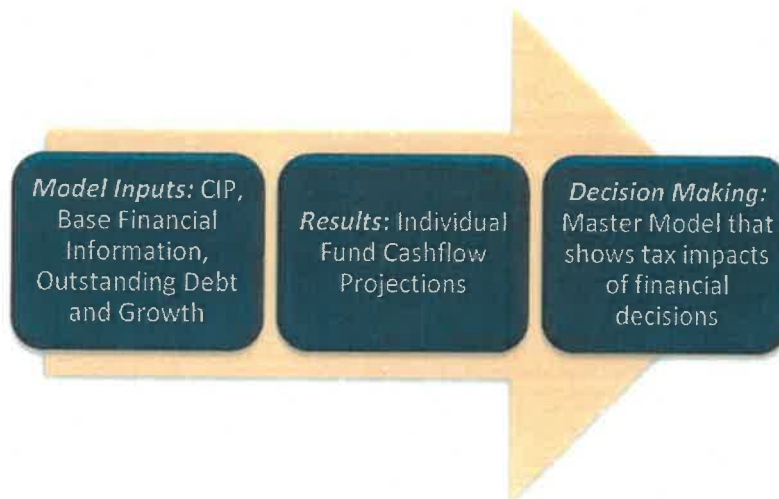 Model Inputs: CIP,
Base Financial
Information,
Outstanding Debt
and Growth
Results: Individual
Fund Cashflow
Projections
Decision Making:
Master Model that
shows tax impacts
of financial
decisions